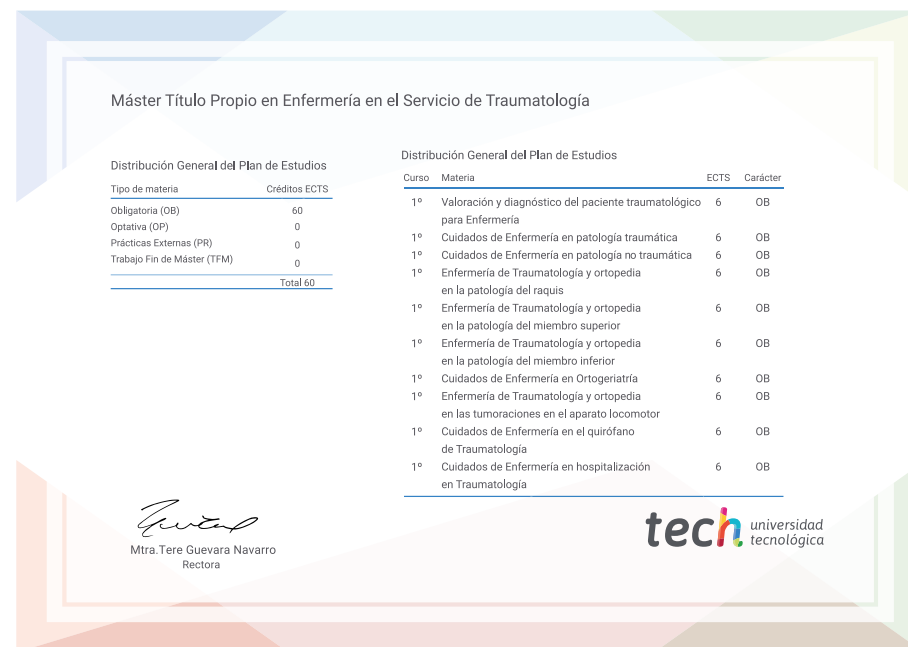 Máster Título Propio en Enfermería en el Servicio de Traumatología
Distribución General del Plan de Estudios
Tipo de materia Créditos ECTS
Obligatoria (OB) 60
Optativa (OP) 0
Prácticas Externas (PR) 0
Trabajo Fin de Máster (TFM) 0
Total 60
Distribución General del Plan de Estudios
Curso Materia ECTS Carácter
1º Valoración y diagnóstico del paciente traumatológico 6 OB
para Enfermería
1º Cuidados de Enfermería en patología traumática 6 OB
1º Cuidados de Enfermería en patología no traumática 6 OB
1º Enfermería de Traumatología y ortopedia 6 OB
en la patología del raquis
1º Enfermería de Traumatología y ortopedia 6 OB
en la patología del miembro superior
1º Enfermería de Traumatología y ortopedia 6 OB
en la patología del miembro inferior
1º Cuidados de Enfermería en Ortogeriatría 6 OB
1º Enfermería de Traumatología y ortopedia 6 OB
en las tumoraciones en el aparato locomotor
1º Cuidados de Enfermería en el quirófano 6 OB
de Traumatología
1º Cuidados de Enfermería en hospitalización 6 OB
en Traumatología
Mtra.Tere Guevara Navarro
Rectora
tech universidad
tecnológica